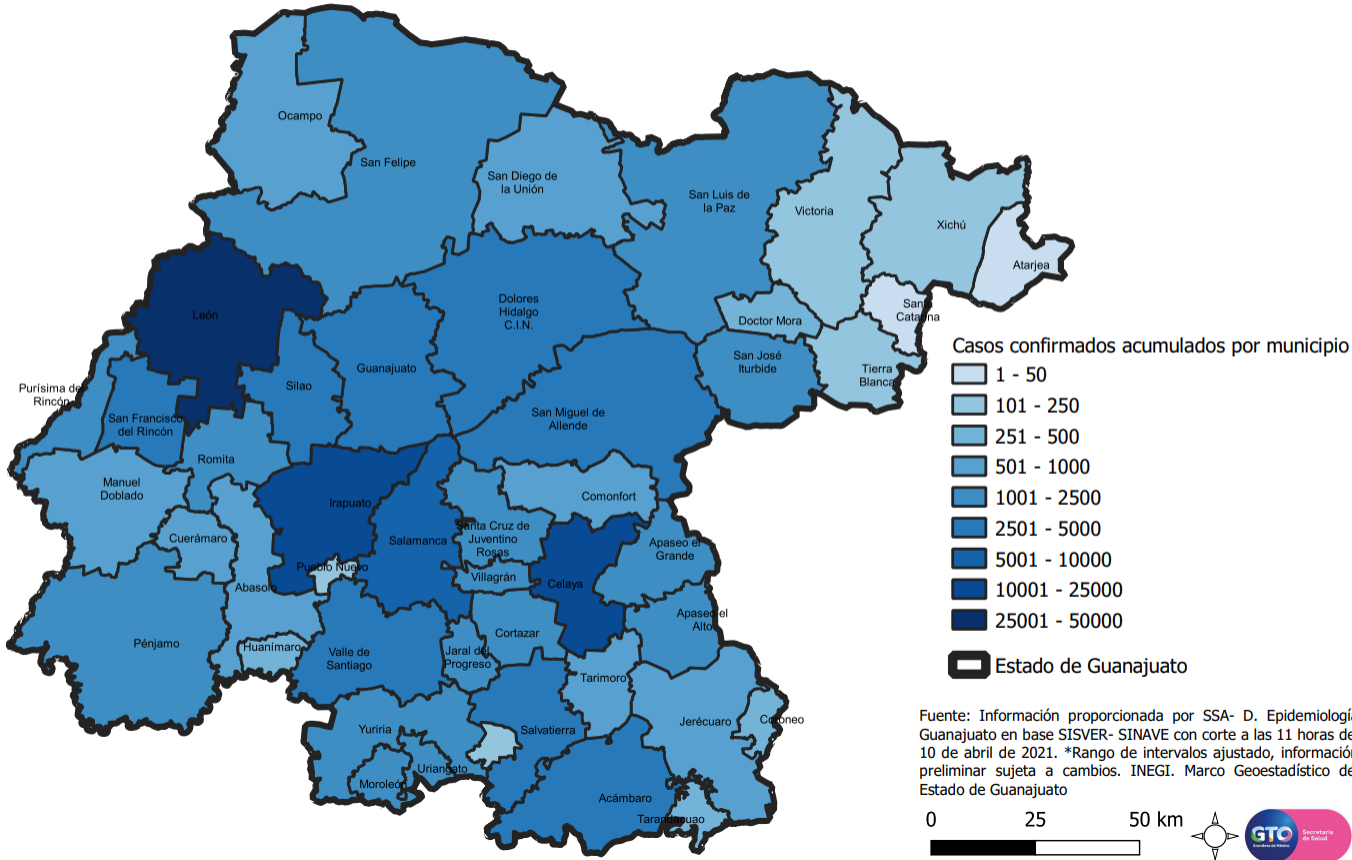 Ocampo
San Felipe
San Diego de
la Unión
San Luis de
la Paz
Victoria
Xichú
Atarjea
León
Dolores
Hidalgo
C.I.N.
Santa
Catarina
Doctor Mora
Guanajuato
San José
Iturbide
Tierra
Blanca
Silao
Purísima de
Rincón
San Francisco
del Rincón
San Miguel de
Allende
Romita
Manuel
Doblado
Irapuato
Comonfort
Cuerámaro
Salamanca
Santa Cruz de
Juventino
Rosas
Apaseo el
Grande
Pueblo Nuevo
Villagrán
Celaya
Abasolo
Apaseo el
Alto
Pénjamo
Huanímaro
Valle de
Santiago
Cortazar
Jaral del
Progreso
Tarimoro
Jerécuaro
Coroneo
Yuriria
Salvatierra
Uriangato
Moroleón
Acámbaro
Tarandacuao
Casos confirmados acumulados por municipio
1 - 50
101 - 250
251 - 500
501 - 1000
1001 - 2500
2501 - 5000
5001 - 10000
10001 - 25000
25001 - 50000
Estado de Guanajuato
Fuente: Información proporcionada por SSA- D. Epidemiología
Guanajuato en base SISVER- SINAVE con corte a las 11 horas de
10 de abril de 2021. *Rango de intervalos ajustado, información
preliminar sujeta a cambios. INEGI. Marco Geoestadístico de
Estado de Guanajuato
0 25 50 km
GTO
Grandeza de México
Secretaría
de Salud